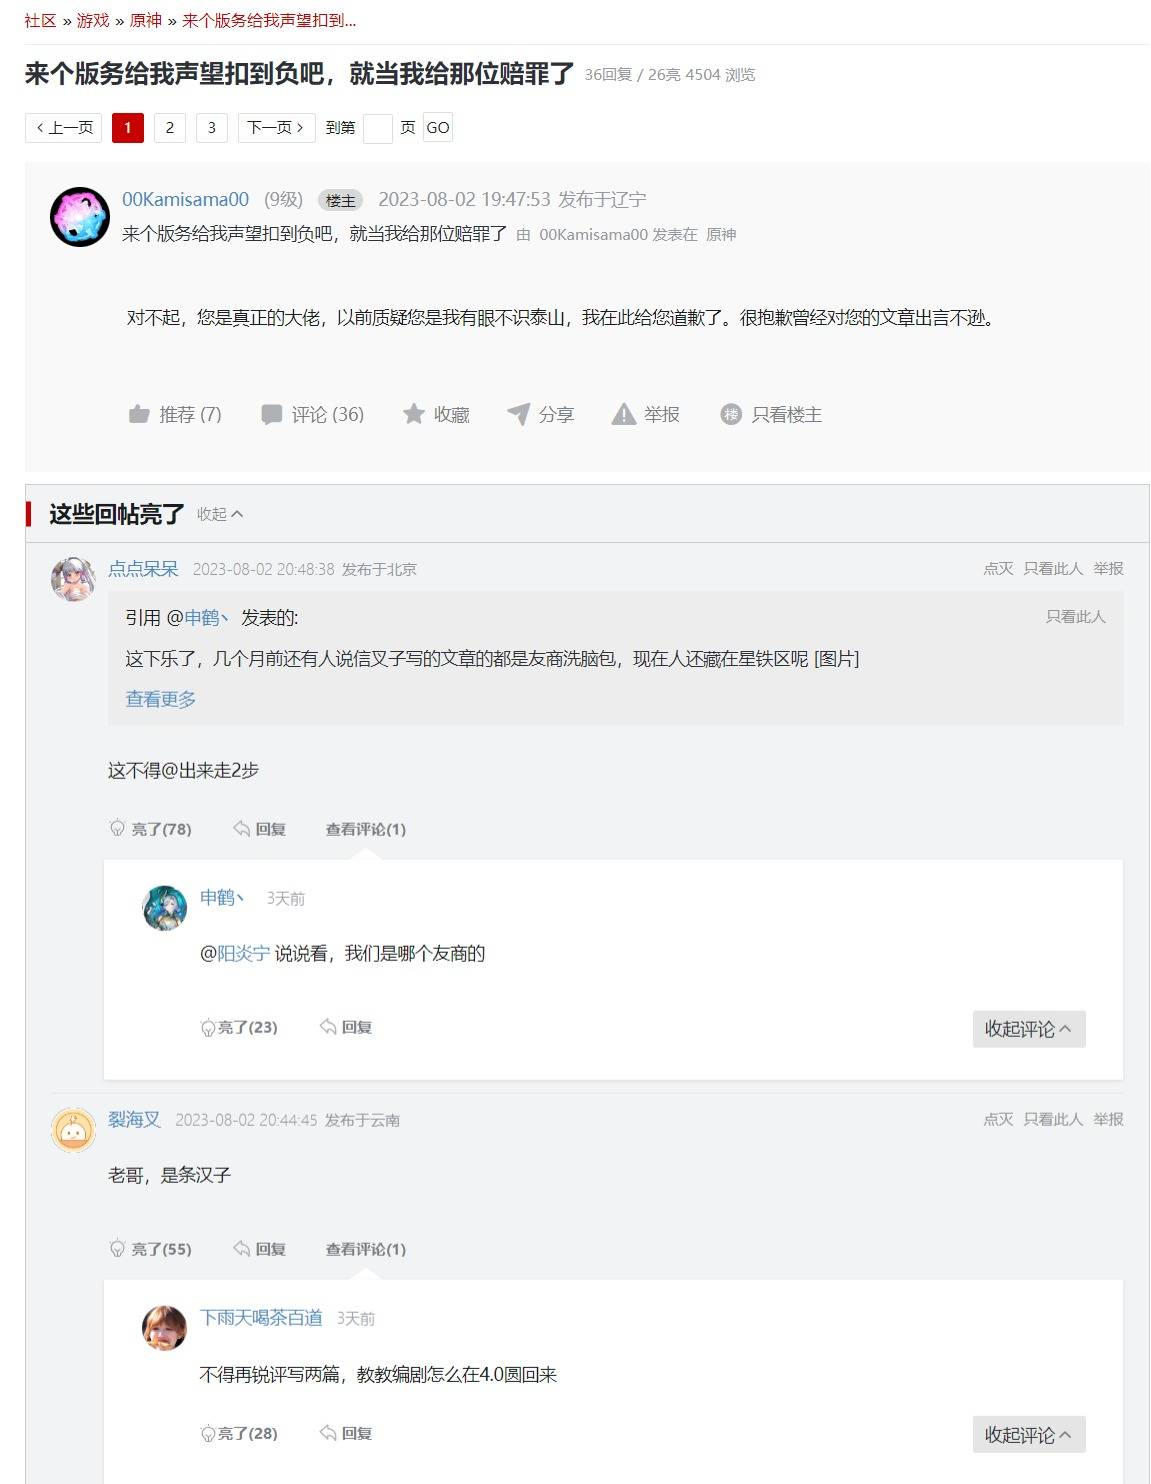 社区 » 游戏 » 原神 » 来个版务给我声望扣到...
来个版务给我声望扣到负吧，就当我给那位赔罪了 36回复 / 26亮 4504 浏览
上一页 1 2 3 下一页 到第 页 GO
00Kamisama00 (9级) 楼主 2023-08-02 19:47:53 发布于辽宁
来个版务给我声望扣到负吧，就当我给那位赔罪了 由 00Kamisama00 发表在 原神
对不起，您是真正的大佬，以前质疑您是我有眼不识泰山，我在此给您道歉了。很抱歉曾经对您的文章出言不逊。
推荐 (7) 评论 (36) 收藏 分享 举报 楼 只看楼主
这些回帖亮了 收起
点点呆呆 2023-08-02 20:48:38 发布于北京 点灭 只看此人 举报
引用 @申鹤丶 发表的: 只看此人
这下乐了，几个月前还有人说信叉子写的文章的都是友商洗脑包，现在人还藏在星铁区呢 [图片]
查看更多
这不得@出来走2步
亮了(78) 回复 查看评论(1)
申鹤丶 3天前
@阳炎宁 说说看，我们是哪个友商的
亮了(23) 回复 收起评论
裂海叉 2023-08-02 20:44:45 发布于云南 点灭 只看此人 举报
老哥，是条汉子
亮了(55) 回复 查看评论(1)
下雨天喝茶百道 3天前
不得再锐评写两篇，教教编剧怎么在4.0圆回来
亮了(28) 回复 收起评论